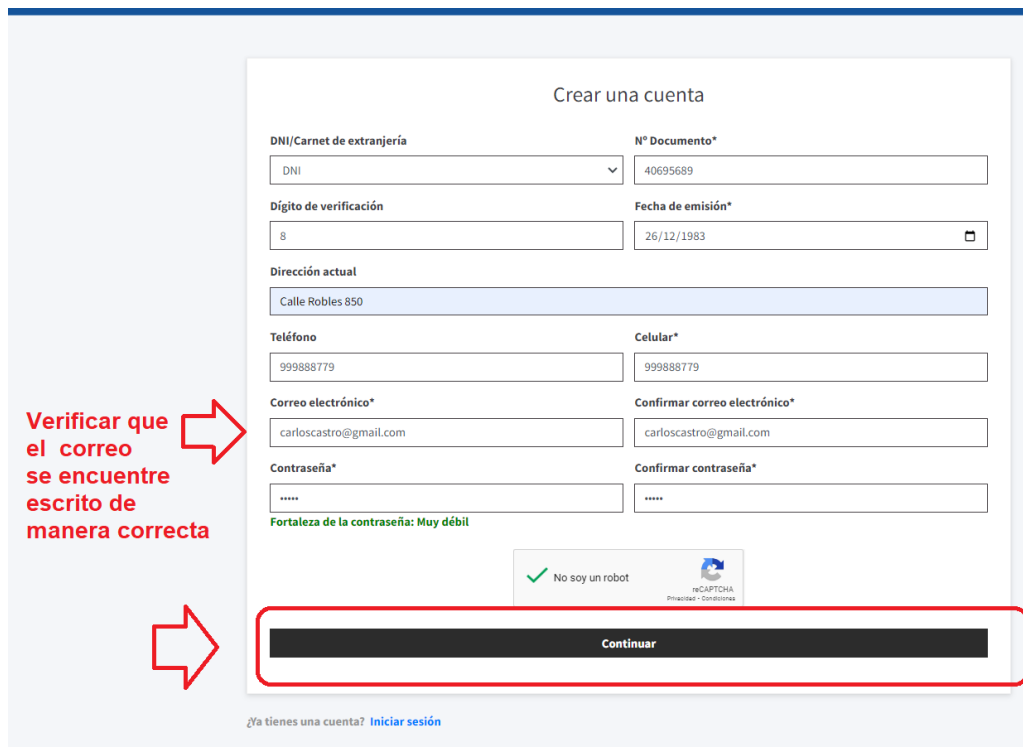 Crear una cuenta
DNI/Carnet de extranjería
Nº Documento*
DNI
40695689
Dígito de verificación
Fecha de emisión*
8
26/12/1983
Dirección actual
Calle Robles 850
Teléfono
Celular*
999888779
999888779
Correo electrónico*
Confirmar correo electrónico*
carloscastro@gmail.com
carloscastro@gmail.com
Verificar que
el correo
se encuentre
escrito de
manera correcta
Contraseña*
Confirmar contraseña*
•••••
•••••
Fortaleza de la contraseña: Muy débil
No soy un robot
reCAPTCHA
Privacidad - Condiciones
Continuar
¿Ya tienes una cuenta? Iniciar sesión